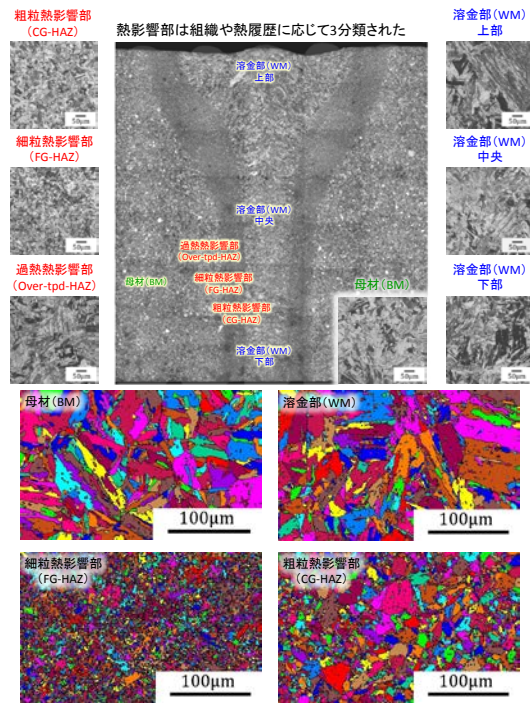 熱影響部は組織や熱履歴に応じて3分類された
粗粒熱影響部
(CG-HAZ)
50μm
細粒熱影響部
(FG-HAZ)
50μm
過熱熱影響部
(Over-tpd-HAZ)
50μm
溶金部(WM)
上部
溶金部(WM)
中央
過熱熱影響部
(Over-tpd-HAZ)
母材(BM)
細粒熱影響部
(FG-HAZ)
粗粒熱影響部
(CG-HAZ)
溶金部(WM)
下部
母材(BM)
50μm
溶金部(WM)
上部
50μm
溶金部(WM)
中央
50μm
溶金部(WM)
下部
50μm
母材(BM)
100μm
溶金部(WM)
100μm
細粒熱影響部
(FG-HAZ)
100μm
粗粒熱影響部
(CG-HAZ)
100μm